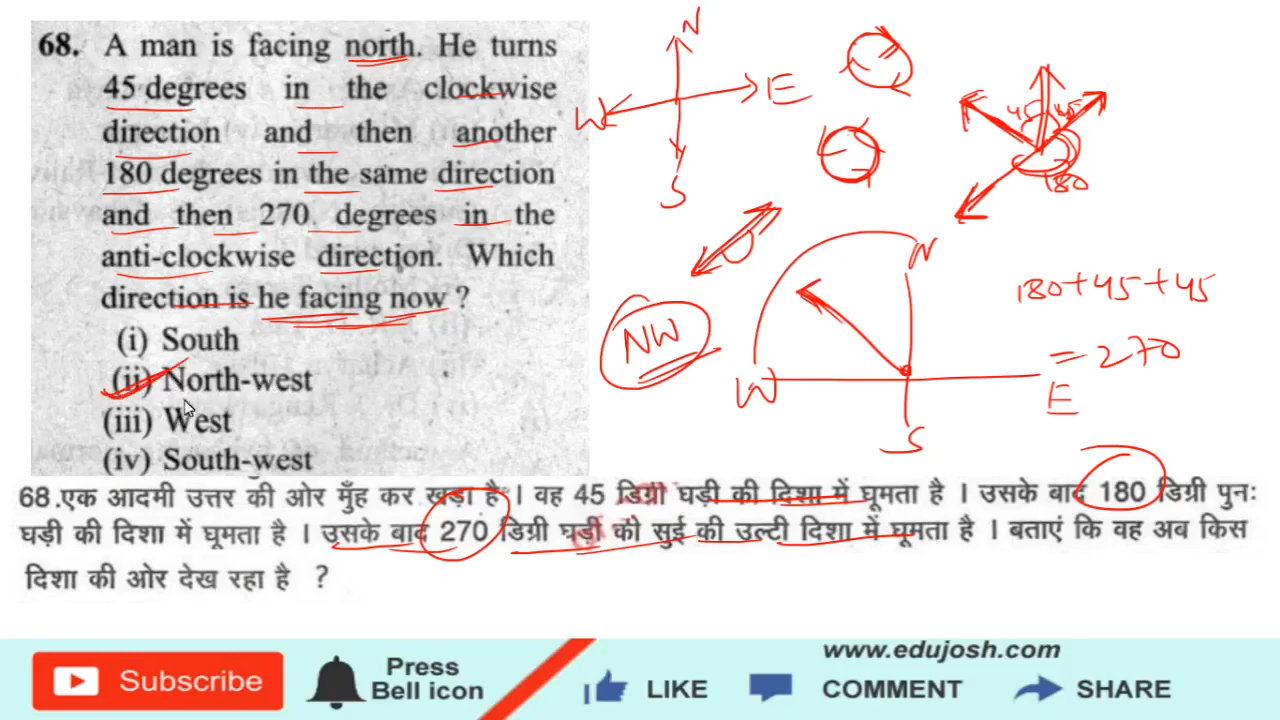 68. A man is facing north. He turns
45 degrees in the clockwise
direction and then another
180 degrees in the same direction
and then 270 degrees in the
anti-clockwise direction. Which
direction is he facing now ?
(i) South
(ii) North-west
(iii) West
(iv) South-west
N
W
E
S
45
45
180
NW
N
W
E
S
180+45+45
=270
68.एक आदमी उत्तर की ओर मुँह कर खड़ा है । वह 45 डिग्री घड़ी की दिशा में घूमता है । उसके बाद 180 डिग्री पुनः
घड़ी की दिशा में घूमता है । उसके बाद 270 डिग्री घड़ी की सुई की उल्टी दिशा में घूमता है । बताएं कि वह अब किस
दिशा की ओर देख रहा है ?
Subscribe
Press
Bell icon
LIKE
www.edujosh.com
COMMENT
SHARE